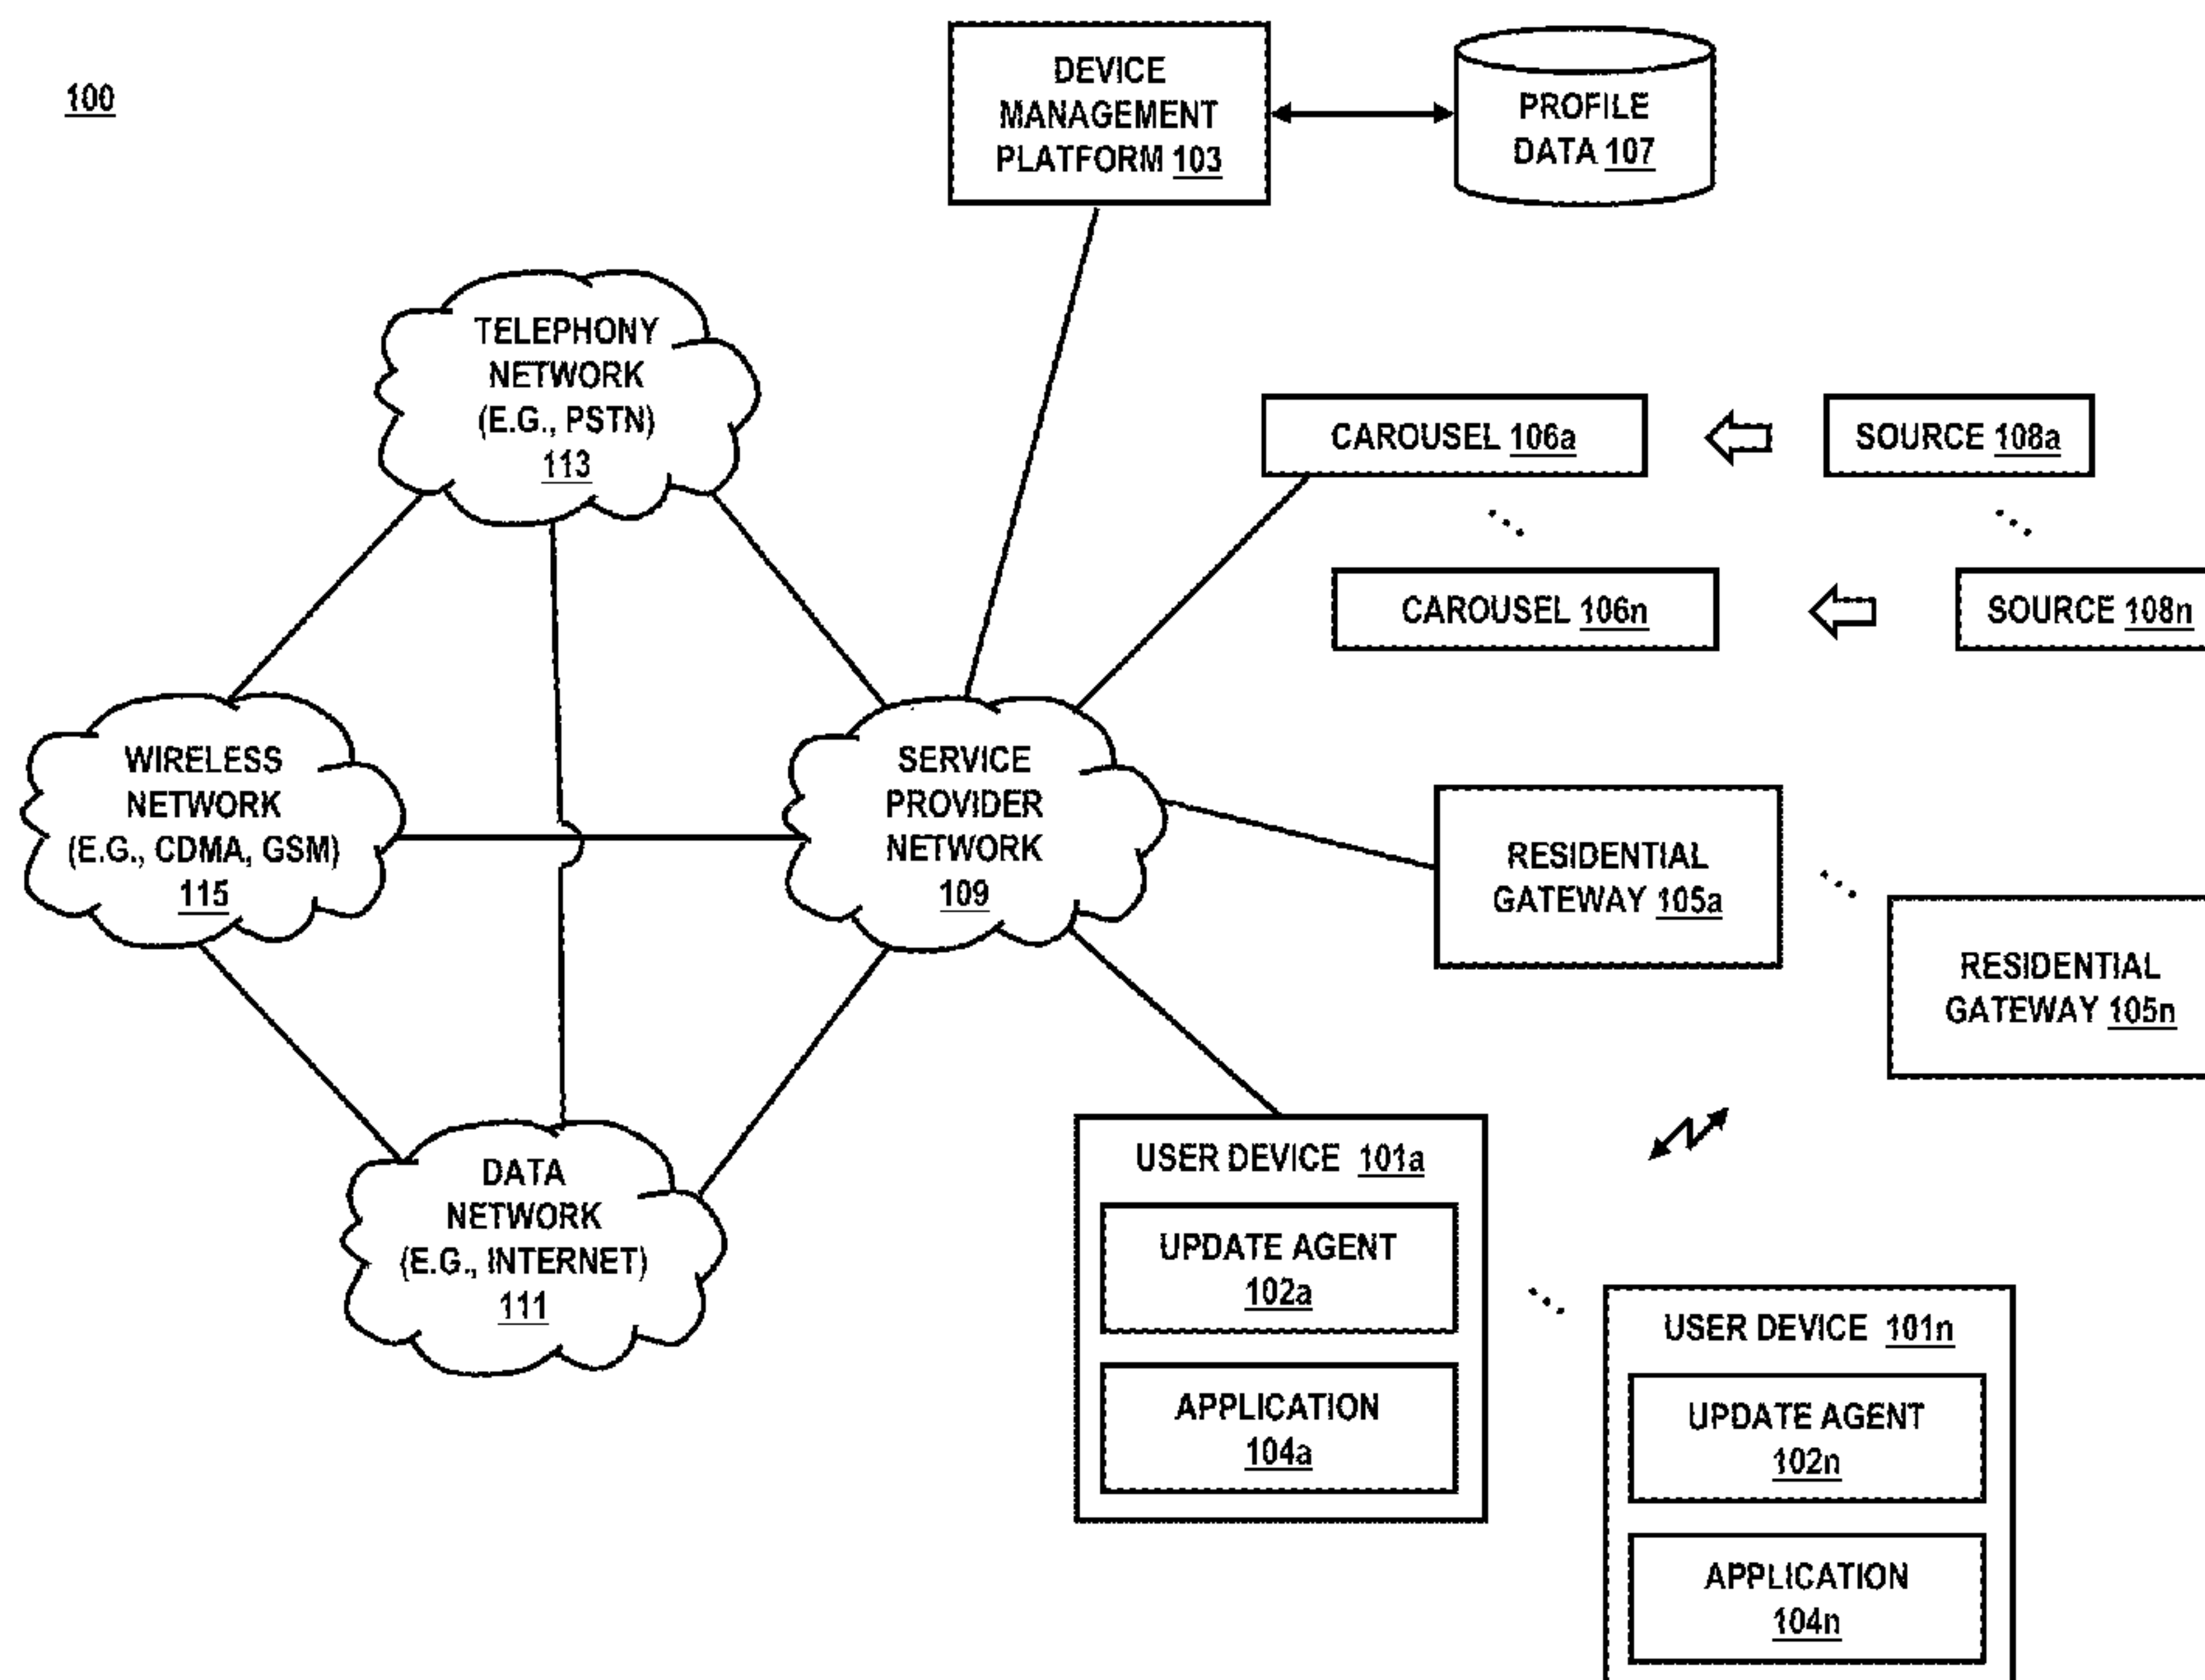 100
DEVICE
MANAGEMENT
PLATFORM 103
PROFILE
DATA 107
TELEPHONY
NETWORK
(E.G., PSTN)
113
CAROUSEL 106a
SOURCE 108a
CAROUSEL 106n
SOURCE 108n
WIRELESS
NETWORK
(E.G., CDMA, GSM)
115
SERVICE
PROVIDER
NETWORK
109
RESIDENTIAL
GATEWAY 105a
RESIDENTIAL
GATEWAY 105n
DATA
NETWORK
(E.G., INTERNET)
111
USER DEVICE 101a
UPDATE AGENT
102a
APPLICATION
104a
USER DEVICE 101n
UPDATE AGENT
102n
APPLICATION
104n